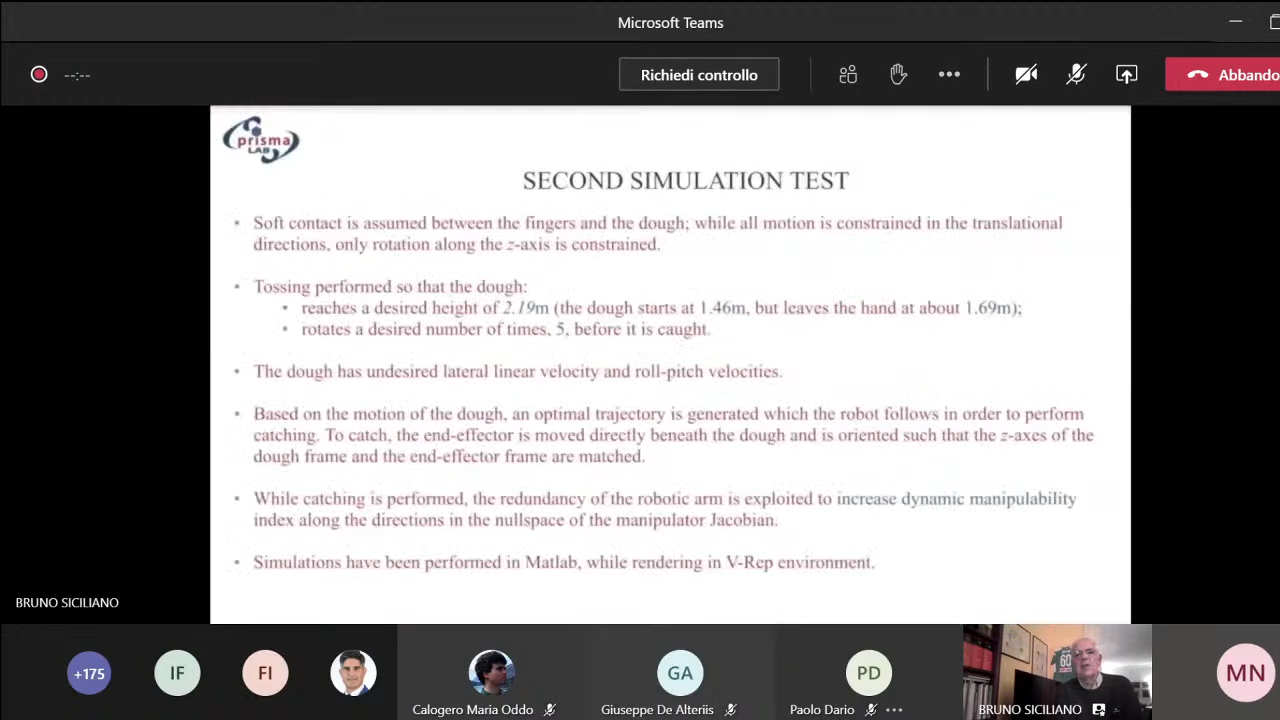 Microsoft Teams
--:--
Richiedi controllo
Abbando
prisma
LAB
SECOND SIMULATION TEST
• Soft contact is assumed between the fingers and the dough; while all motion is constrained in the translational
directions, only rotation along the z-axis is constrained.
• Tossing performed so that the dough:
• reaches a desired height of 2.19m (the dough starts at 1.46m, but leaves the hand at about 1.69m);
• rotates a desired number of times, 5, before it is caught.
• The dough has undesired lateral linear velocity and roll-pitch velocities.
• Based on the motion of the dough, an optimal trajectory is generated which the robot follows in order to perform
catching. To catch, the end-effector is moved directly beneath the dough and is oriented such that the z-axes of the
dough frame and the end-effector frame are matched.
• While catching is performed, the redundancy of the robotic arm is exploited to increase dynamic manipulability
index along the directions in the nullspace of the manipulator Jacobian.
• Simulations have been performed in Matlab, while rendering in V-Rep environment.
BRUNO SICILIANO
+175
IF
FI
GA
PD
60
MN
Calogero Maria Oddo
Giuseppe De Alteriis
Paolo Dario
BRUNO SICILIANO